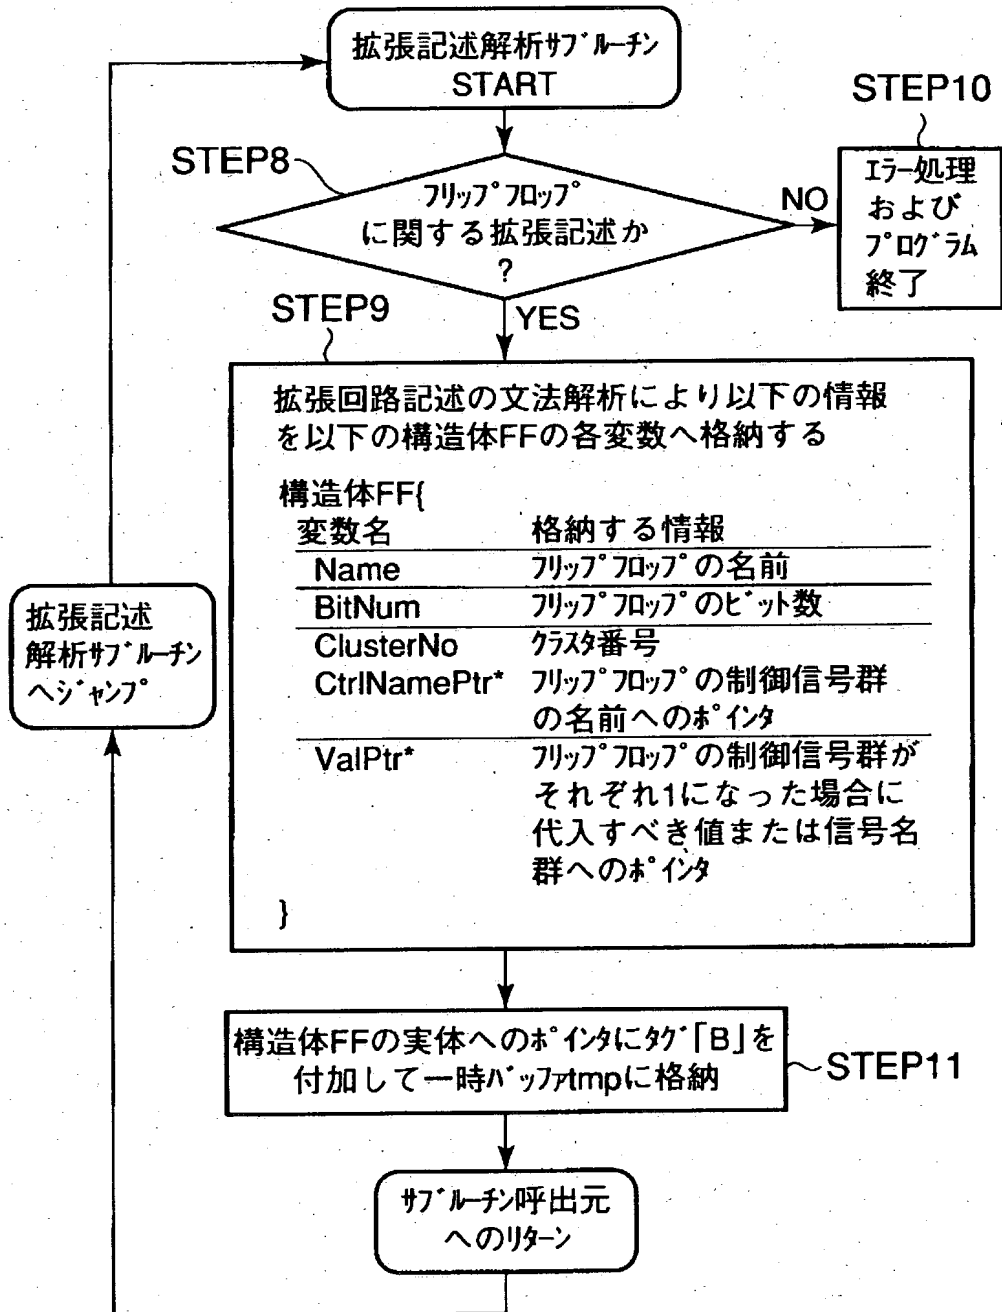 拡張記述解析ｻﾌﾞﾙｰﾁﾝ
START
STEP10
STEP8
ﾌﾘｯﾌﾟﾌﾛｯﾌﾟ
に関する拡張記述か
?
NO
ｴﾗｰ処理
および
ﾌﾟﾛｸﾞﾗﾑ
終了
STEP9
YES
拡張回路記述の文法解析により以下の情報
を以下の構造体FFの各変数へ格納する
構造体FF{
変数名 格納する情報
Name ﾌﾘｯﾌﾟﾌﾛｯﾌﾟの名前
BitNum ﾌﾘｯﾌﾟﾌﾛｯﾌﾟのﾋﾞｯﾄ数
ClusterNo ｸﾗｽﾀ番号
CtrlNamePtr* ﾌﾘｯﾌﾟﾌﾛｯﾌﾟの制御信号群
の名前へのﾎﾟｲﾝﾀ
ValPtr* ﾌﾘｯﾌﾟﾌﾛｯﾌﾟの制御信号群が
それぞれ1になった場合に
代入すべき値または信号名
群へのﾎﾟｲﾝﾀ
}
拡張記述
解析ｻﾌﾞﾙｰﾁﾝ
へｼﾞｬﾝﾌﾟ
構造体FFの実体へのﾎﾟｲﾝﾀにﾀｸﾞ「B」を
付加して一時ﾊﾞｯﾌｧtmpに格納
STEP11
ｻﾌﾞﾙｰﾁﾝ呼出元
へのﾘﾀｰﾝ